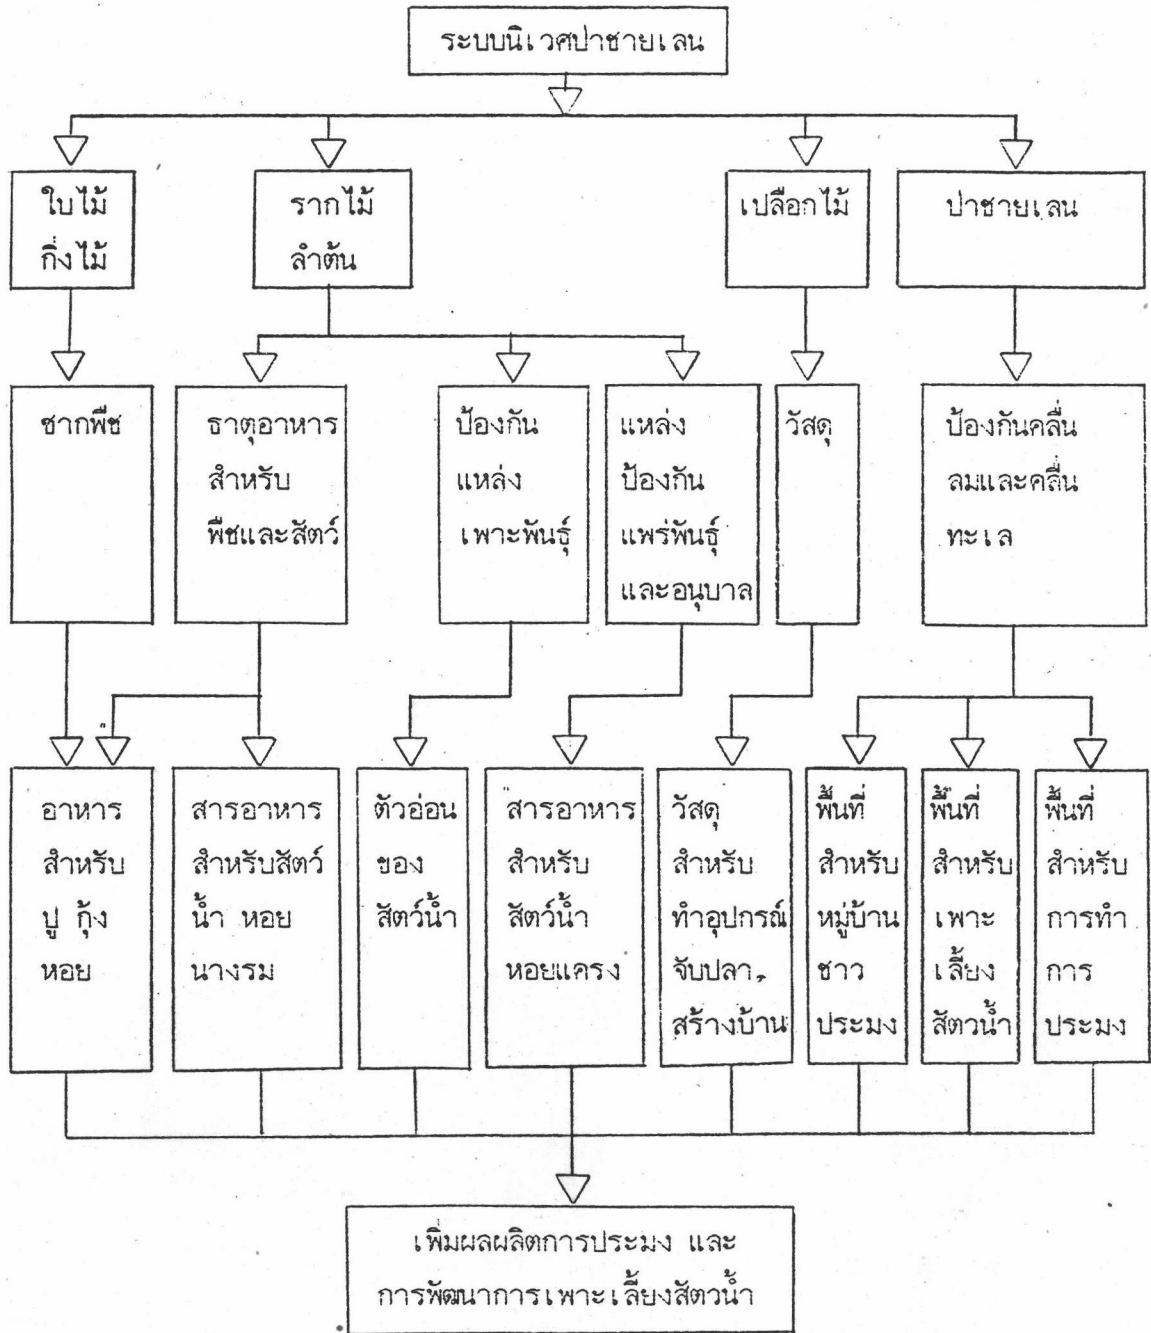 ระบบนิเวศป่าชายเลน
ใบไม้
กิ่งไม้
รากไม้
ลำต้น
เปลือกไม้
ป่าชายเลน
ซากพืช
ธาตุอาหาร
สำหรับ
พืชและสัตว์
ป้องกัน
แหล่ง
เพาะพันธุ์
แหล่ง
ป้องกัน
แพร่พันธุ์
และอนุบาล
วัสดุ
ป้องกันคลื่น
ลมและคลื่น
ทะเล
อาหาร
สำหรับ
ปู กุ้ง
หอย
สารอาหาร
สำหรับสัตว์
น้ำ หอย
นางรม
ตัวอ่อน
ของ
สัตว์น้ำ
สารอาหาร
สำหรับ
สัตว์น้ำ
หอยแครง
วัสดุ
สำหรับ
ทำอุปกรณ์
จับปลา,
สร้างบ้าน
พื้นที่
สำหรับ
หมู่บ้าน
ชาว
ประมง
พื้นที่
สำหรับ
เพาะ
เลี้ยง
สัตวน้ำ
พื้นที่
สำหรับ
การทำ
การ
ประมง
เพิ่มผลผลิตการประมง และ
การพัฒนาการเพาะเลี้ยงสัตวน้ำ